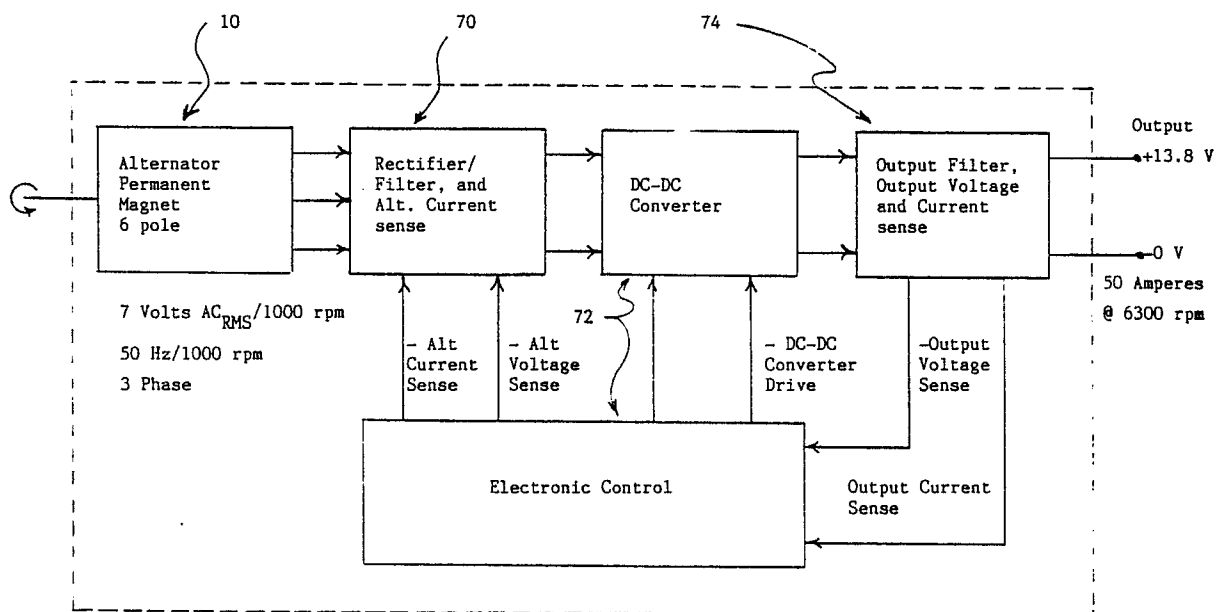 10
70
74
Alternator
Permanent
Magnet
6 pole
Rectifier/
Filter, and
Alt. Current
sense
DC-DC
Converter
Output Filter,
Output Voltage
and Current
sense
Output
+13.8 V
-0 V
50 Amperes
@ 6300 rpm
7 Volts AC RMS/1000 rpm
50 Hz/1000 rpm
3 Phase
72
- Alt
Current
Sense
- Alt
Voltage
Sense
- DC-DC
Converter
Drive
-Output
Voltage
Sense
Electronic Control
Output Current
Sense